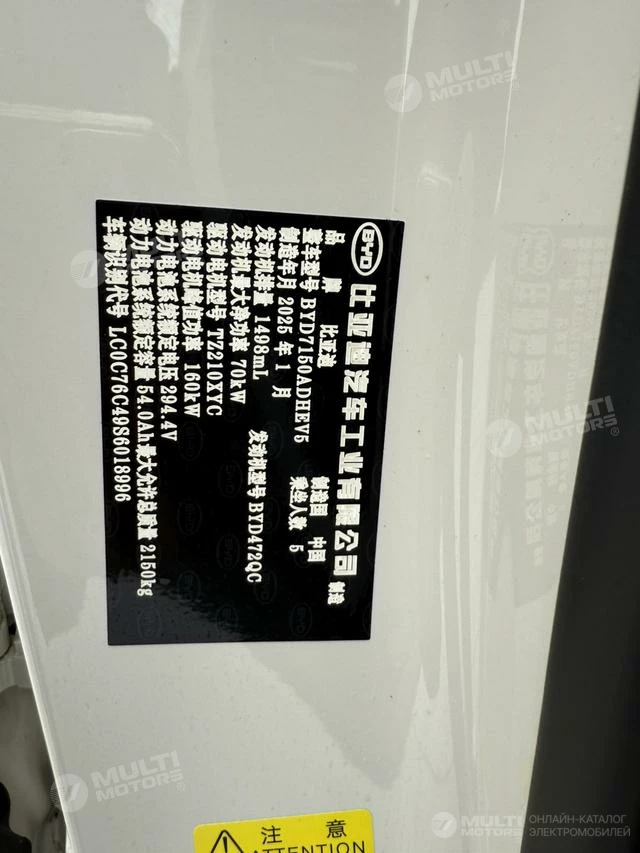 BYD 比亚迪汽车工业有限公司 制造
品牌 比亚迪 制造国 中国
整车型号 BYD7150ADHEV5 乘坐人数 5
制造年月 2025 年 1 月
发动机排量 1498mL 发动机型号 BYD472QC
发动机最大净功率 70kW
驱动电机型号 TZ210XYC
驱动电机峰值功率 160kW
动力电池系统额定电压 294.4V
动力电池系统额定容量 54.0Ah 最大允许总质量 2150kg
车辆识别代号 LC0C76C49S6018996
注意
ATTENTION
MULTI
MOTORS®
MULTI
MOTORS®
MULTI
MOTORS®
MULTI
MOTORS
ОНЛАЙН-КАТАЛОГ
ЭЛЕКТРОМОБИЛЕЙ